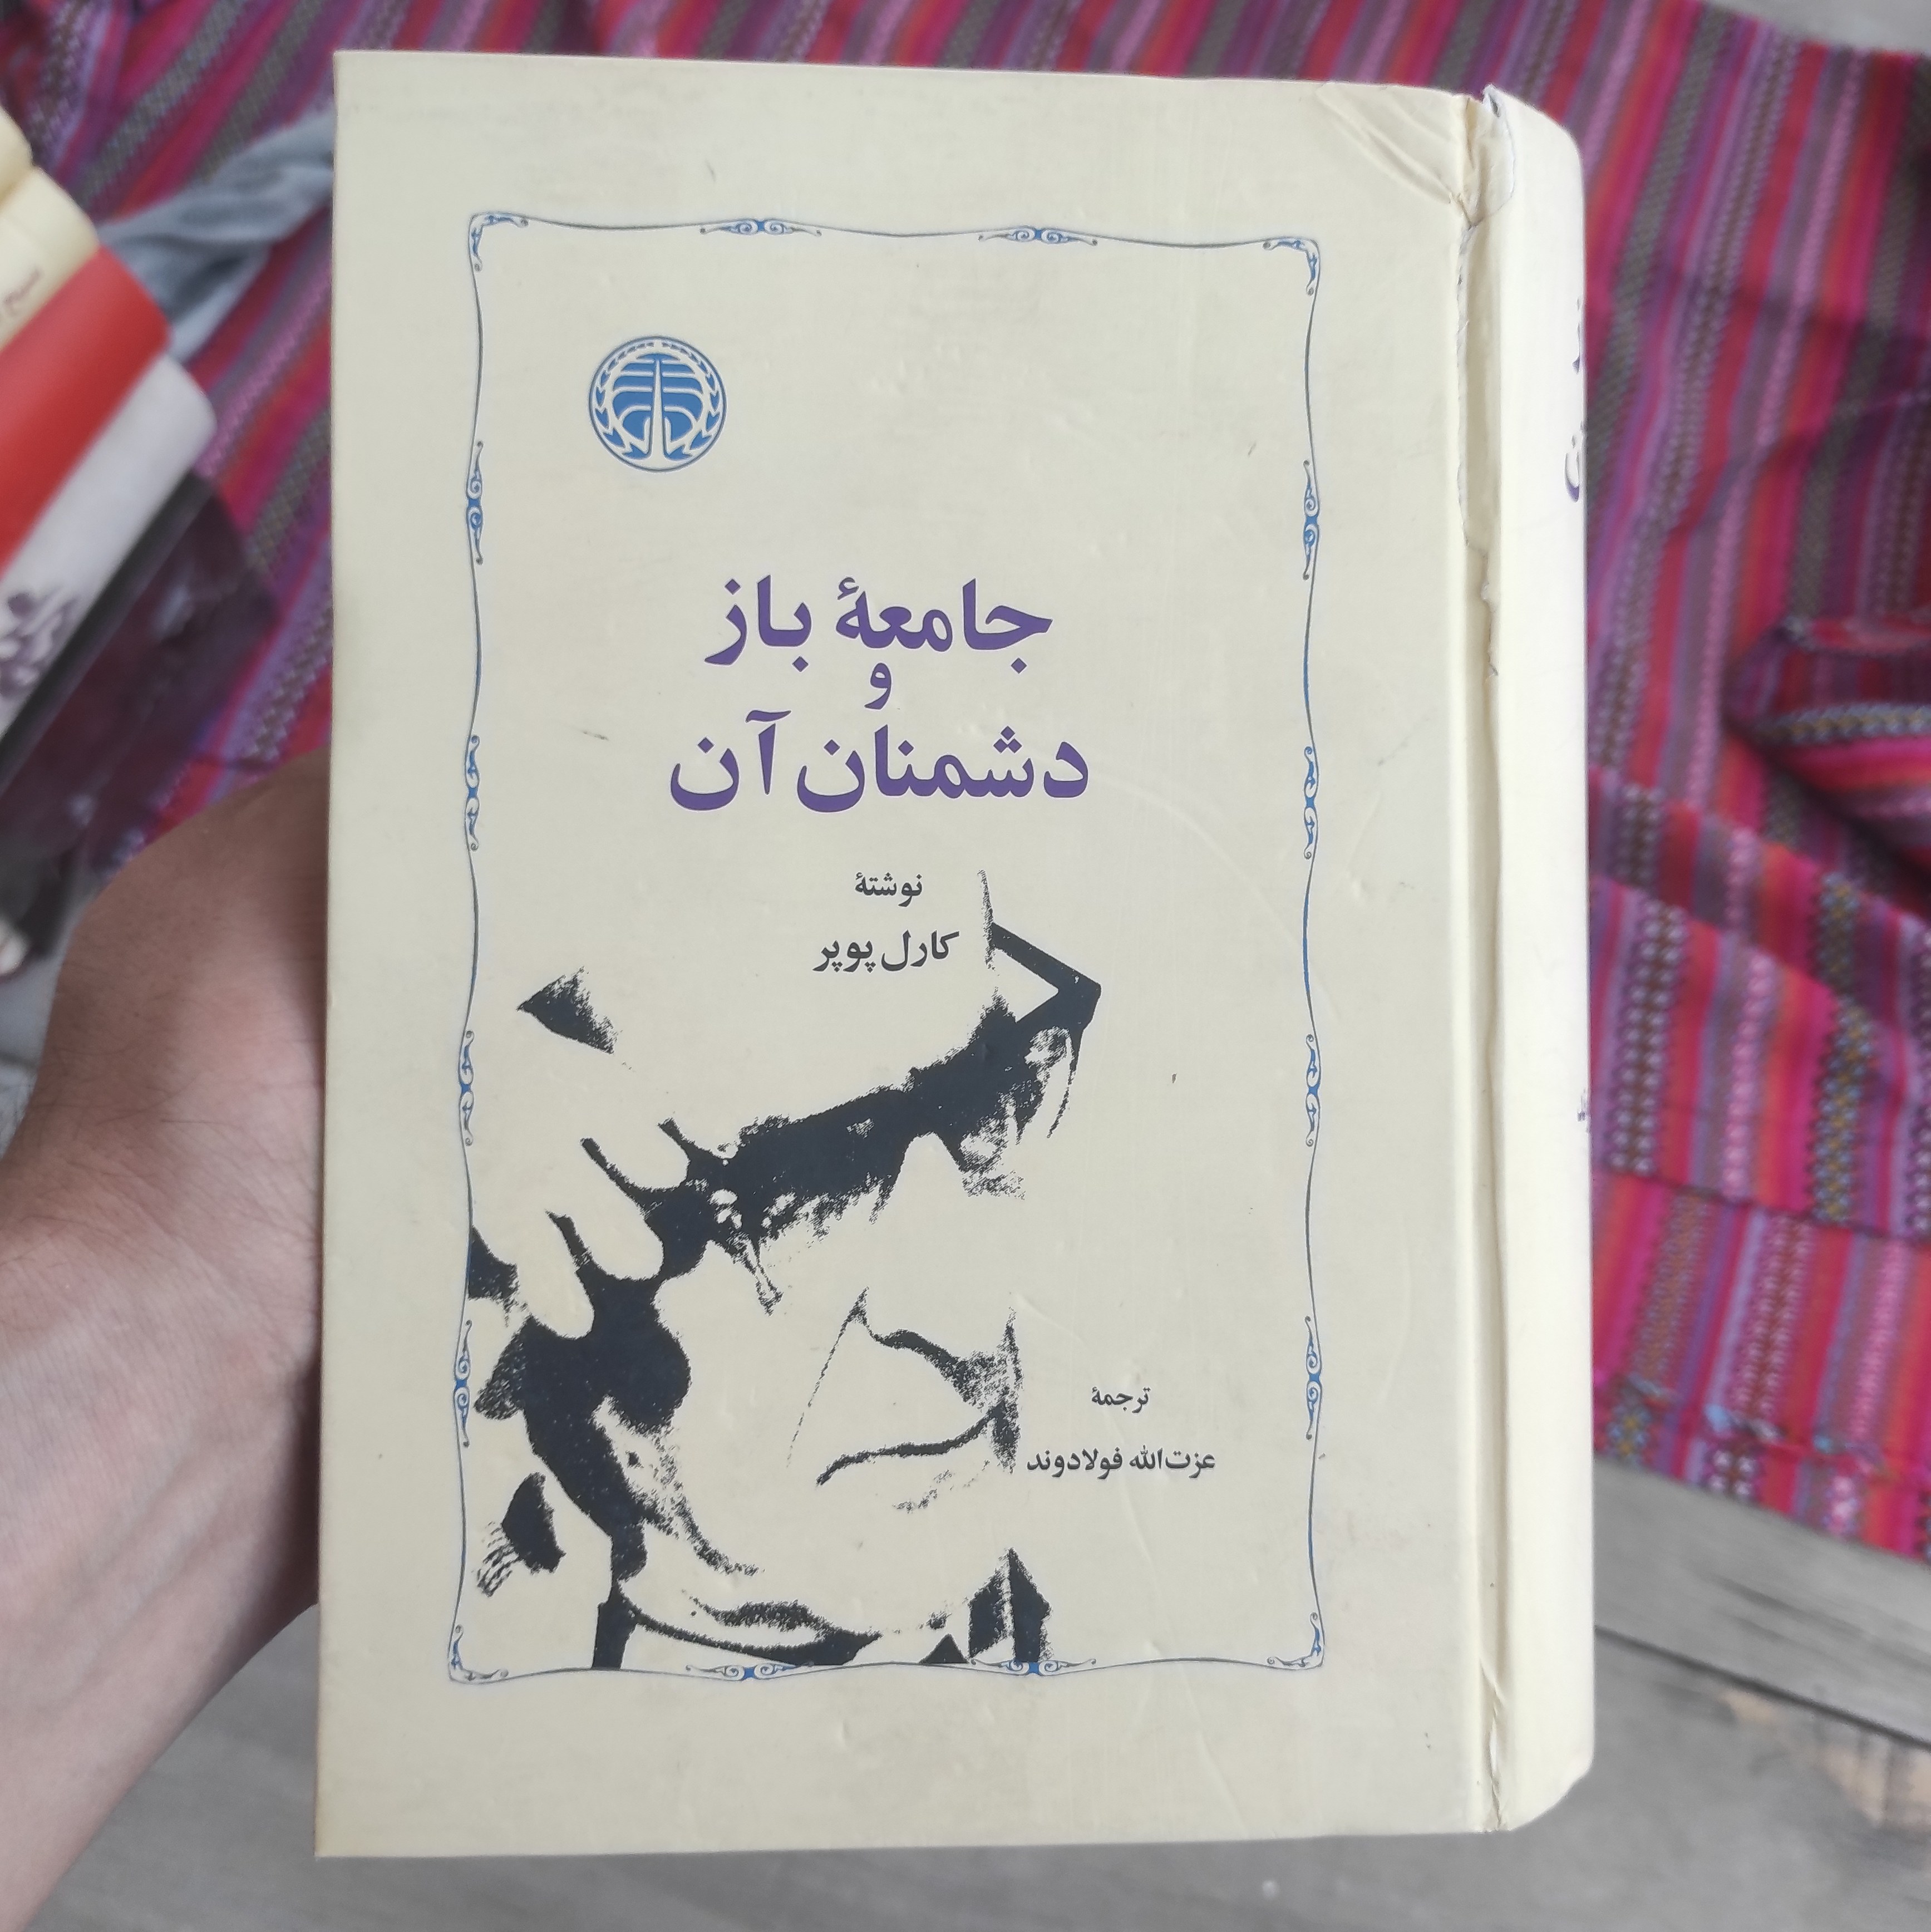 جامعهٔ باز
و
دشمنان آن
نوشتهٔ
کارل پوپر
ترجمهٔ
عزت‌الله فولادوند